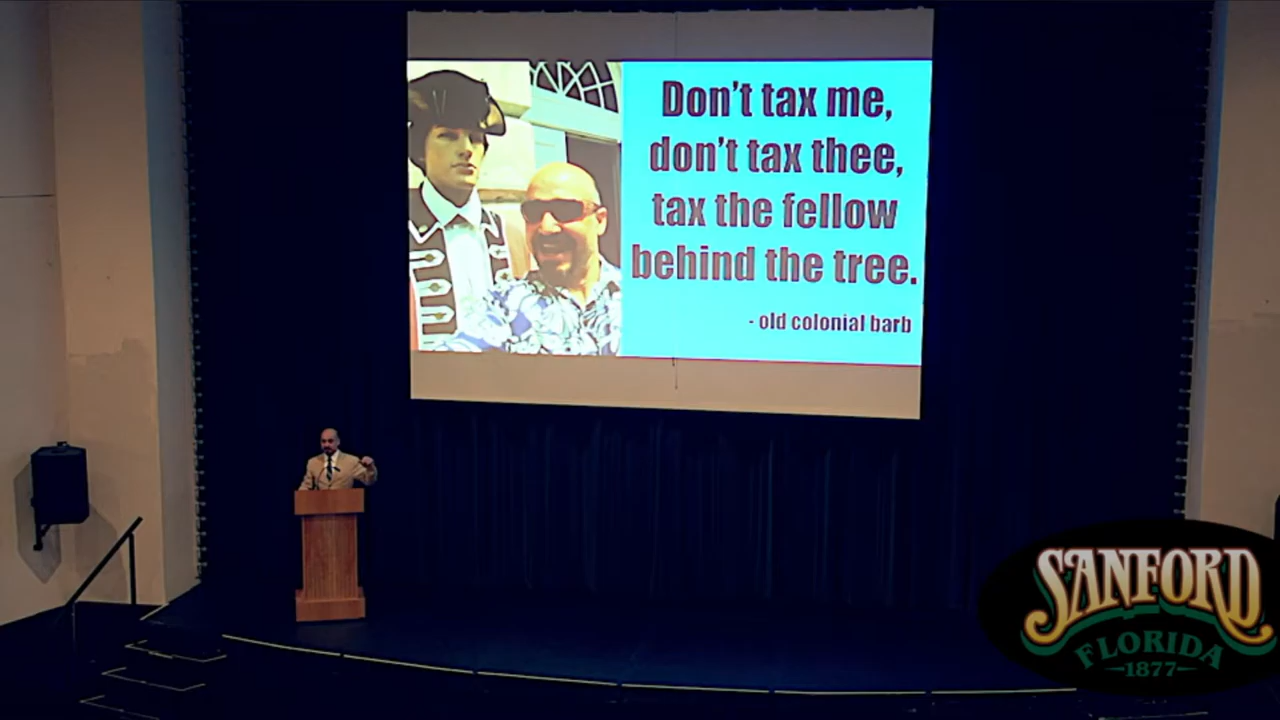 Don't tax me,
don't tax thee,
tax the fellow
behind the tree.
- old colonial barb
SANFORD
FLORIDA
1877